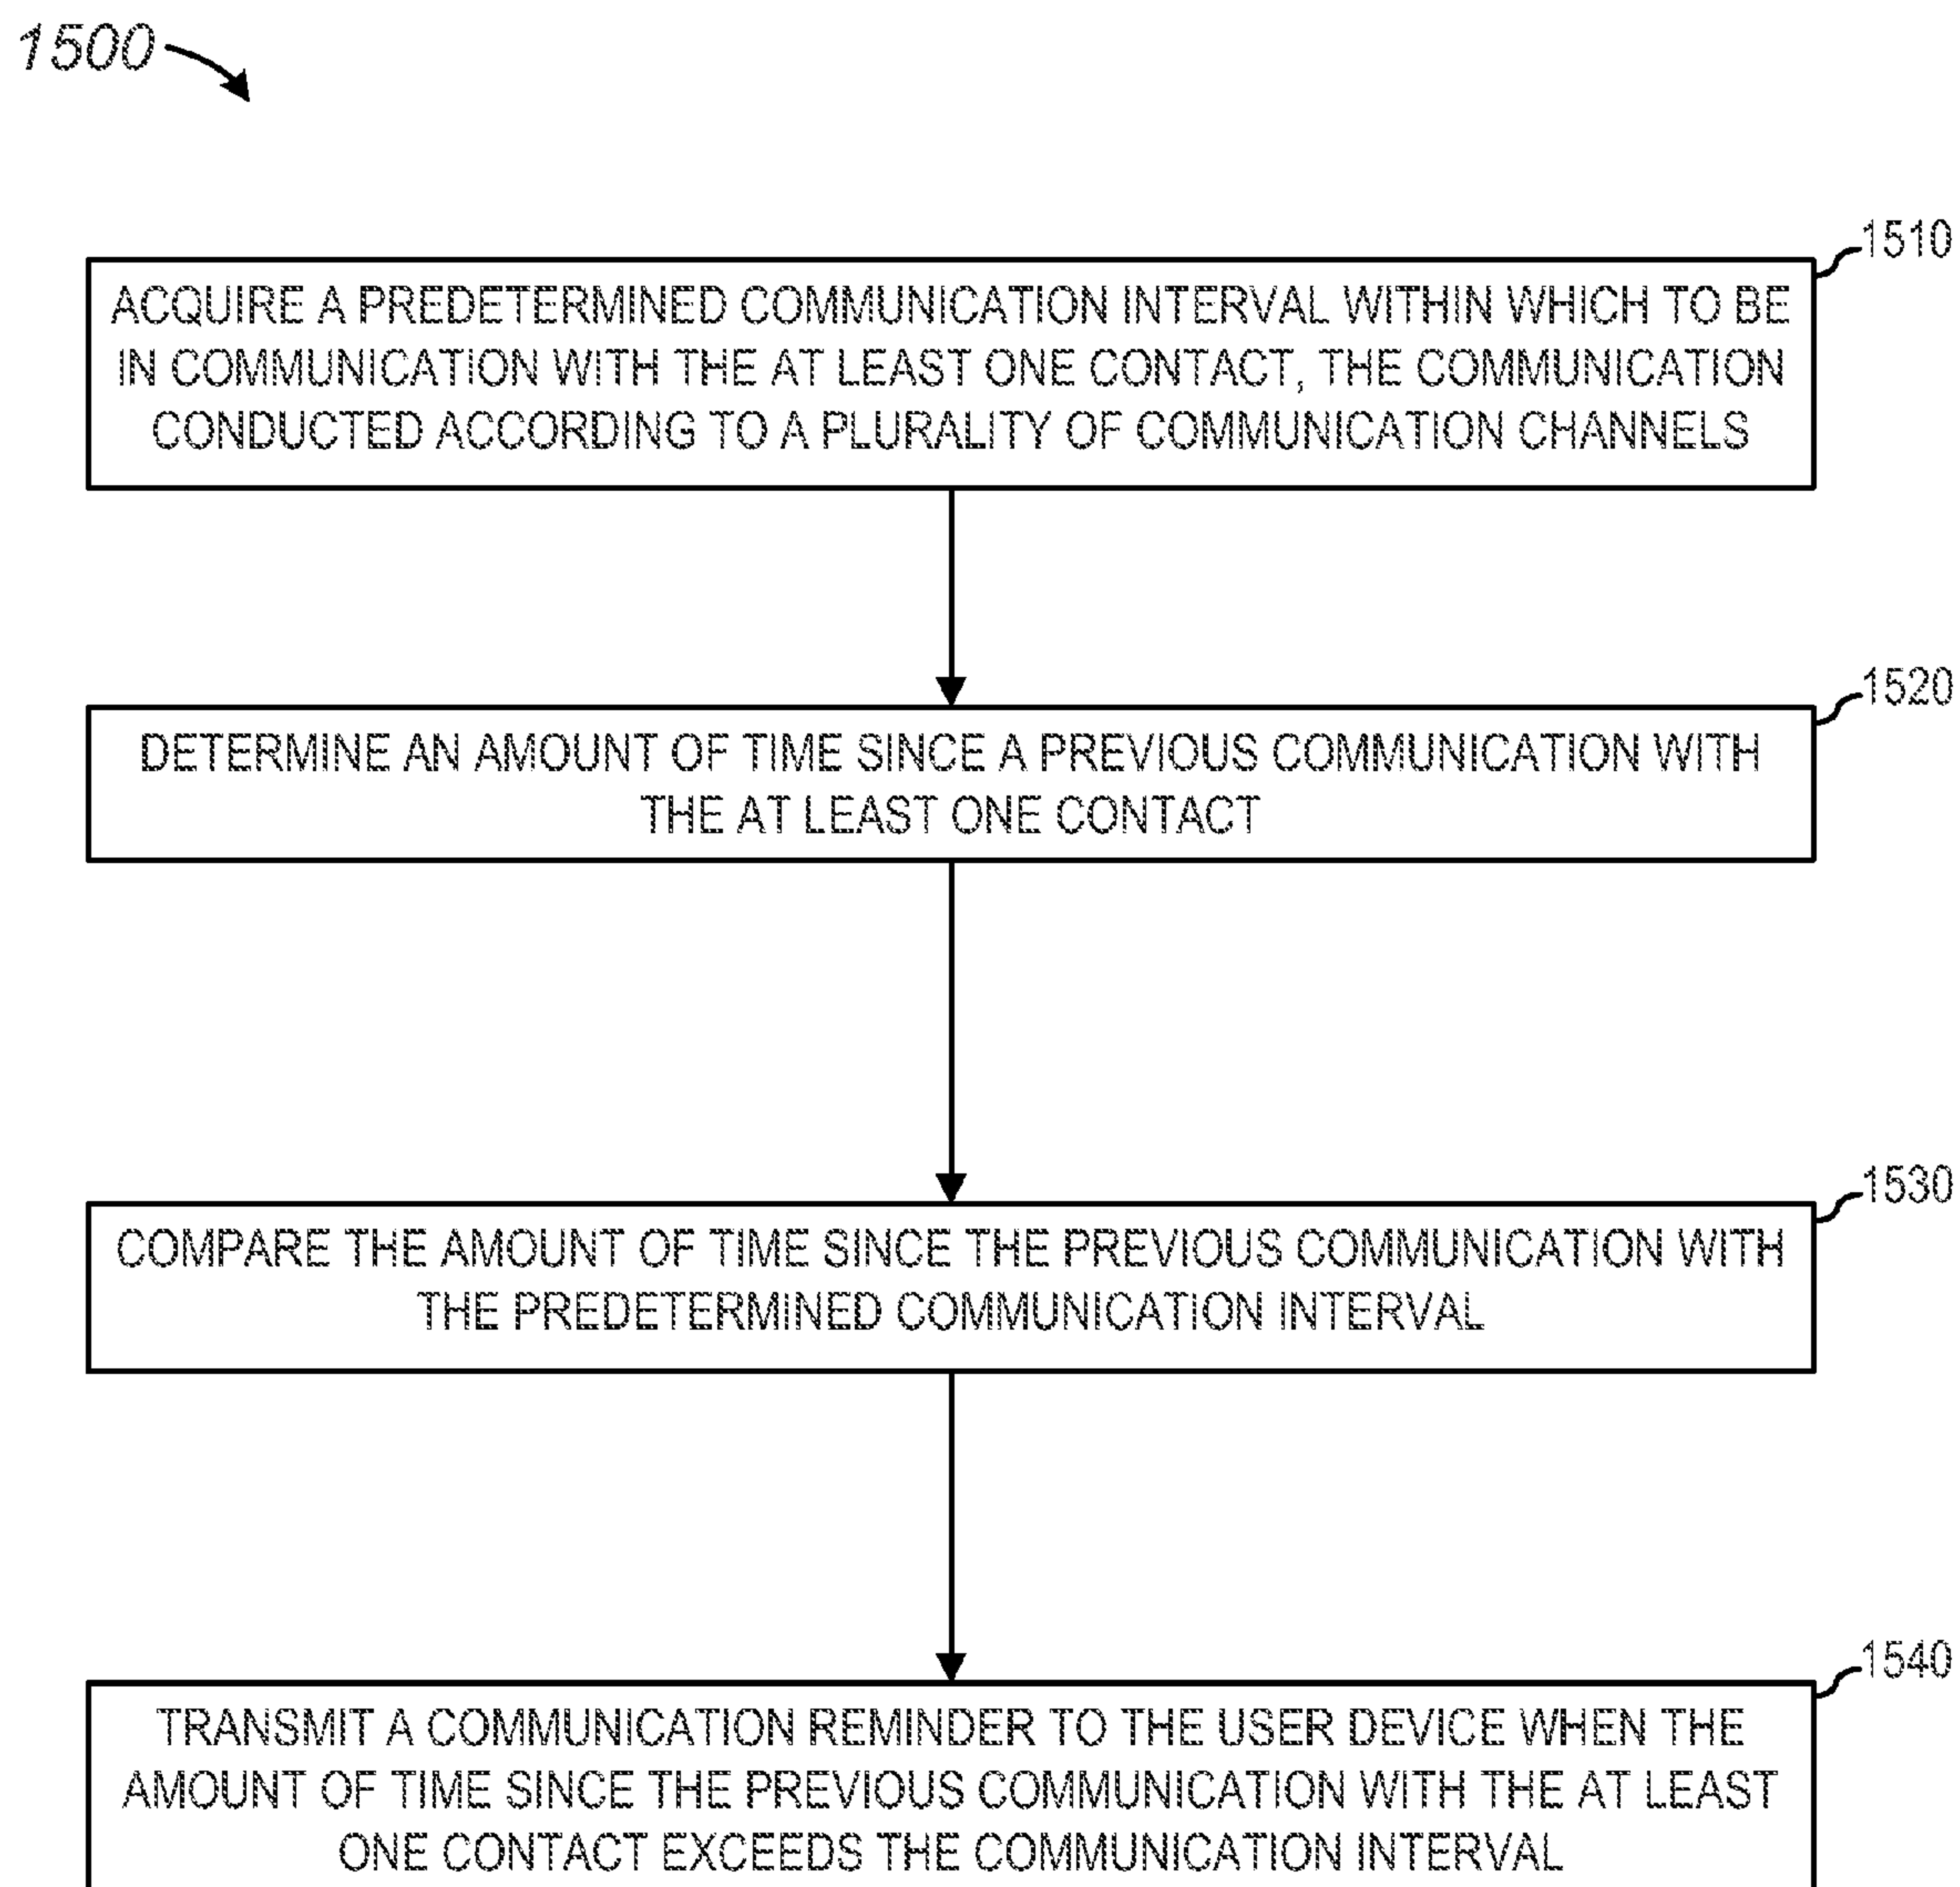 1500
1510
ACQUIRE A PREDETERMINED COMMUNICATION INTERVAL WITHIN WHICH TO BE
IN COMMUNICATION WITH THE AT LEAST ONE CONTACT, THE COMMUNICATION
CONDUCTED ACCORDING TO A PLURALITY OF COMMUNICATION CHANNELS
1520
DETERMINE AN AMOUNT OF TIME SINCE A PREVIOUS COMMUNICATION WITH
THE AT LEAST ONE CONTACT
1530
COMPARE THE AMOUNT OF TIME SINCE THE PREVIOUS COMMUNICATION WITH
THE PREDETERMINED COMMUNICATION INTERVAL
1540
TRANSMIT A COMMUNICATION REMINDER TO THE USER DEVICE WHEN THE
AMOUNT OF TIME SINCE THE PREVIOUS COMMUNICATION WITH THE AT LEAST
ONE CONTACT EXCEEDS THE COMMUNICATION INTERVAL